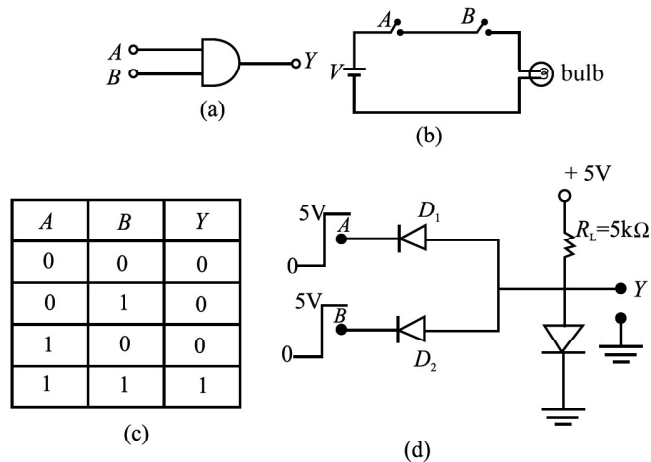 A
B
Y
(a)
A
B
V
bulb
(b)
A B Y
0 0 0
0 1 0
1 0 0
1 1 1
(c)
+ 5V
5V
A
D1
RL=5kΩ
0
5V
B
Y
0
D2
(d)